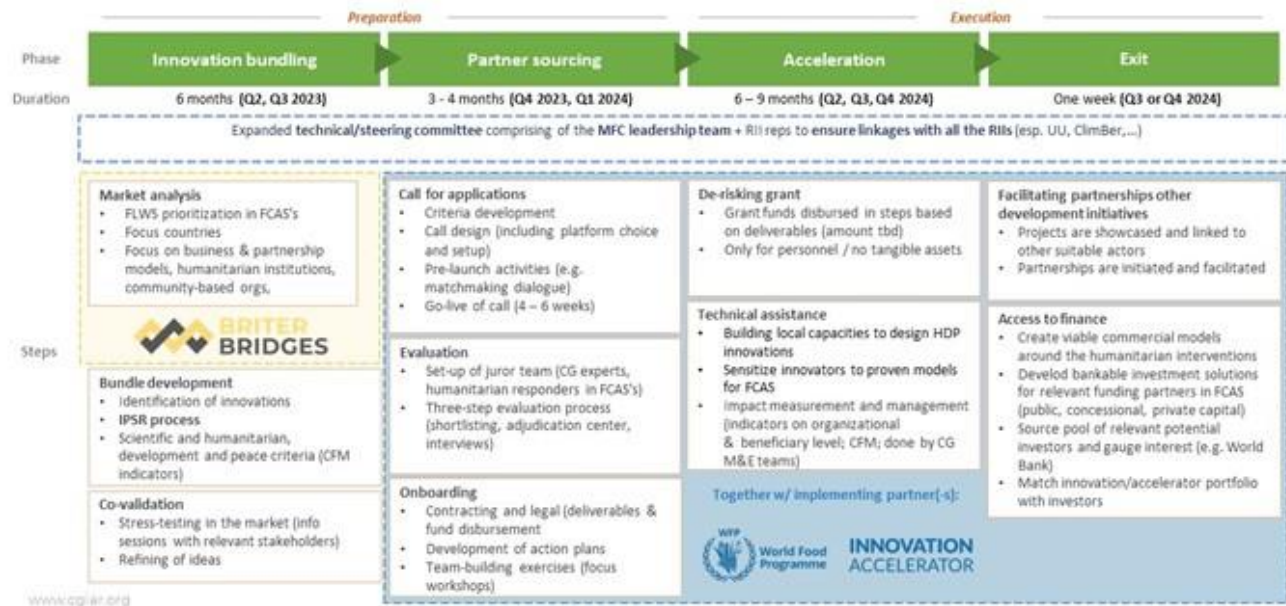 Preparation
Execution
Phase
Innovation bundling
Partner sourcing
Acceleration
Exit
Duration
6 months (Q2, Q3 2023)
3 - 4 months (Q4 2023, Q1 2024)
6 – 9 months (Q2, Q3, Q4 2024)
One week (Q3 or Q4 2024)
Expanded technical/steering committee comprising of the MFC leadership team + RII reps to ensure linkages with all the RIIs (esp. UU, ClimBer,...)
Steps
Market analysis
• FLWS prioritization in FCAS's
• Focus countries
• Focus on business & partnership
models, humanitarian institutions,
community-based orgs,
BRITER
BRIDGES
Bundle development
• Identification of innovations
• IPSR process
• Scientific and humanitarian,
development and peace criteria (CFM
indicators)
Co-validation
• Stress-testing in the market (info
sessions with relevant stakeholders)
• Refining of ideas
Call for applications
• Criteria development
• Call design (including platform choice
and setup)
• Pre-launch activities (e.g.
matchmaking dialogue)
• Go-live of call (4 – 6 weeks)
Evaluation
• Set-up of juror team (CG experts,
humanitarian responders in FCAS's)
• Three-step evaluation process
(shortlisting, adjudication center,
interviews)
Onboarding
• Contracting and legal (deliverables &
fund disbursement
• Development of action plans
• Team-building exercises (focus
workshops)
De-risking grant
• Grant funds disbursed in steps based
on deliverables (amount tbd)
• Only for personnel / no tangible assets
Technical assistance
• Building local capacities to design HDP
innovations
• Sensitize innovators to proven models
for FCAS
• Impact measurement and management
(indicators on organizational
& beneficiary level; CFM; done by CG
M&E teams)
Together w/ implementing partner(-s):
WFP
World Food
Programme
INNOVATION
ACCELERATOR
Facilitating partnerships other
development initiatives
• Projects are showcased and linked to
other suitable actors
• Partnerships are initiated and facilitated
Access to finance
• Create viable commercial models
around the humanitarian interventions
• Develod bankable investment solutions
for relevant funding partners in FCAS
(public, concessional, private capital)
• Source pool of relevant potential
investors and gauge interest (e.g. World
Bank)
• Match innovation/accelerator portfolio
with investors
www.cgiar.org